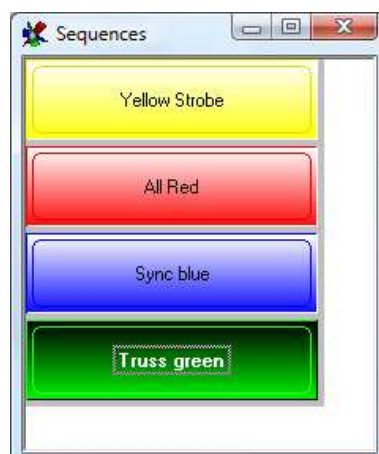 Sequences
Yellow Strobe
All Red
Sync blue
Truss green